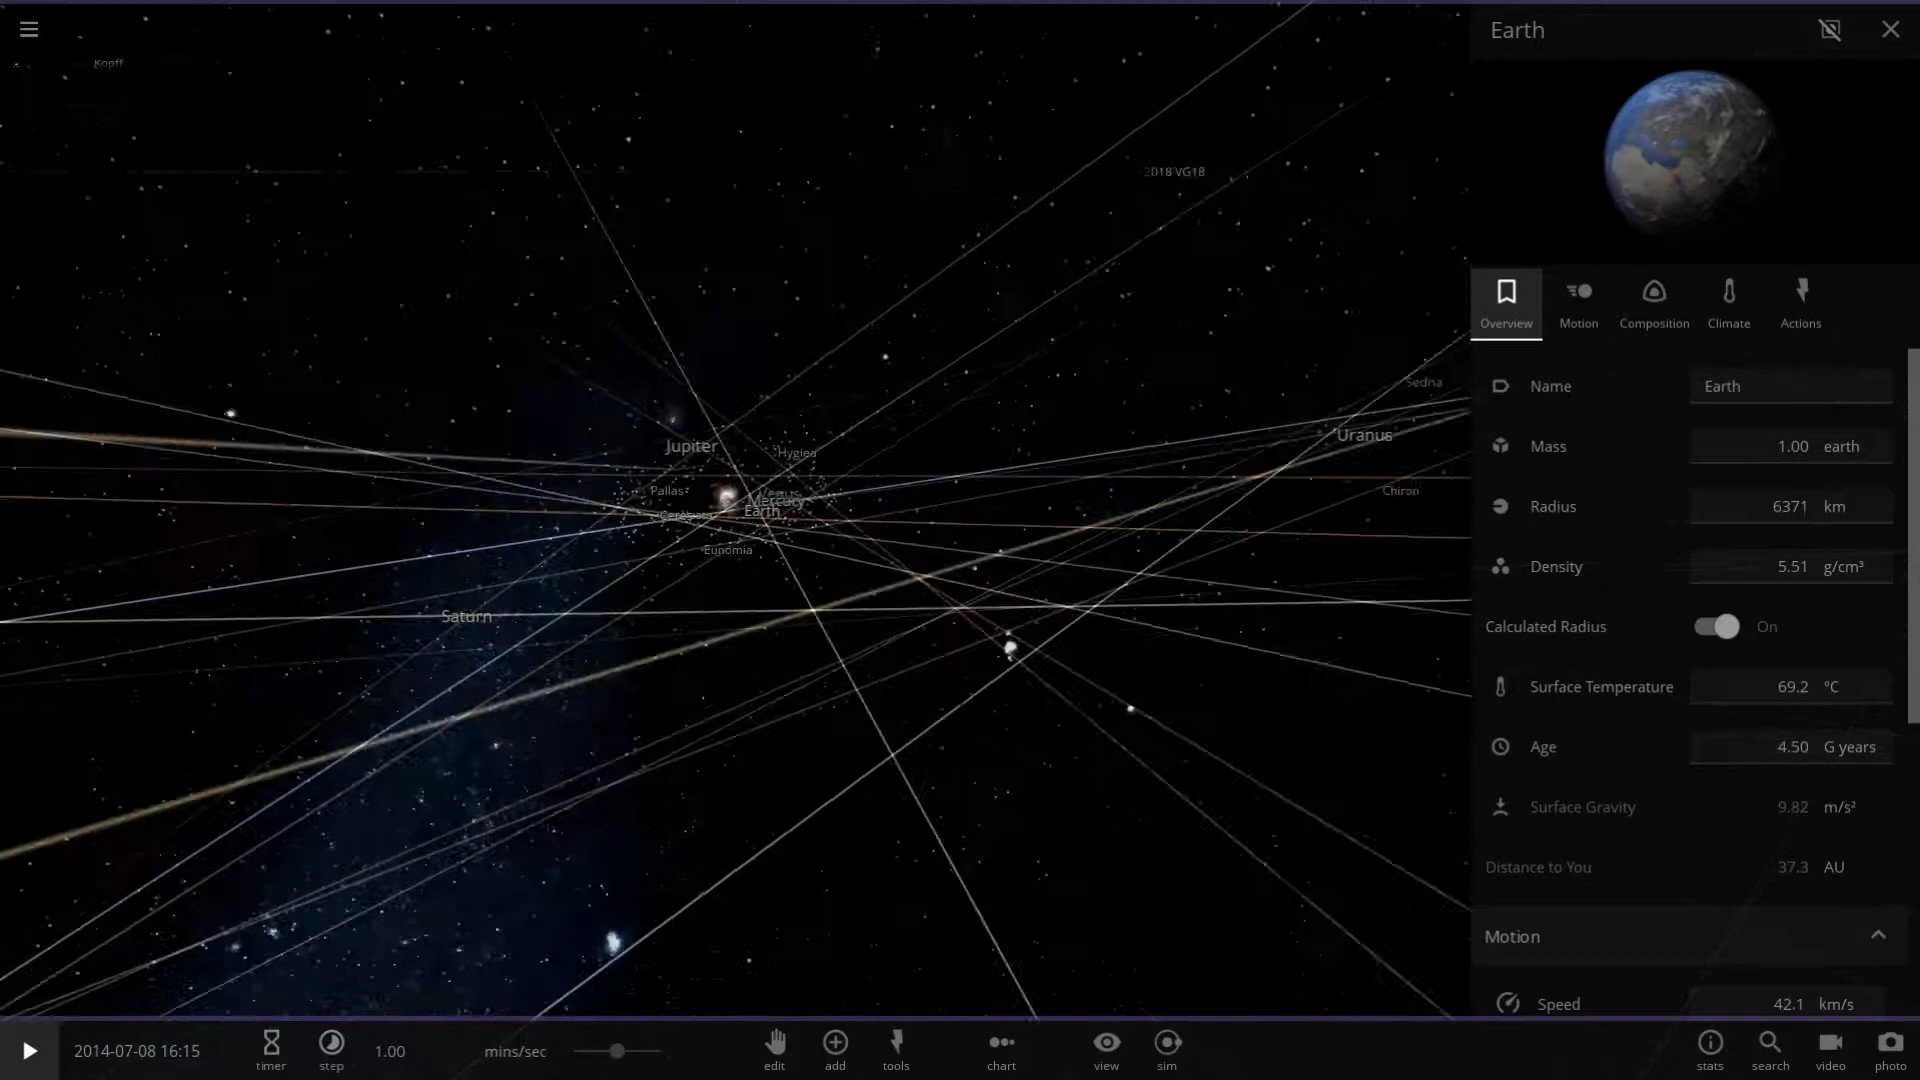 Earth
Kopff
2018 VG18
Overview
Motion
Composition
Climate
Actions
Sedna
Name
Earth
Uranus
Jupiter
Hygiea
Mass
1.00 earth
Pallas
Chiron
Mercury
Earth
Radius
6371 km
Eunomia
Density
5.51 g/cm³
Saturn
Calculated Radius
On
Surface Temperature
69.2 °C
Age
4.50 G years
Surface Gravity
9.82 m/s²
Distance to You
37.3 AU
Motion
Speed
42.1 km/s
2014-07-08 16:15
timer
step
1.00 mins/sec
edit
add
tools
chart
view
sim
stats
search
video
photo